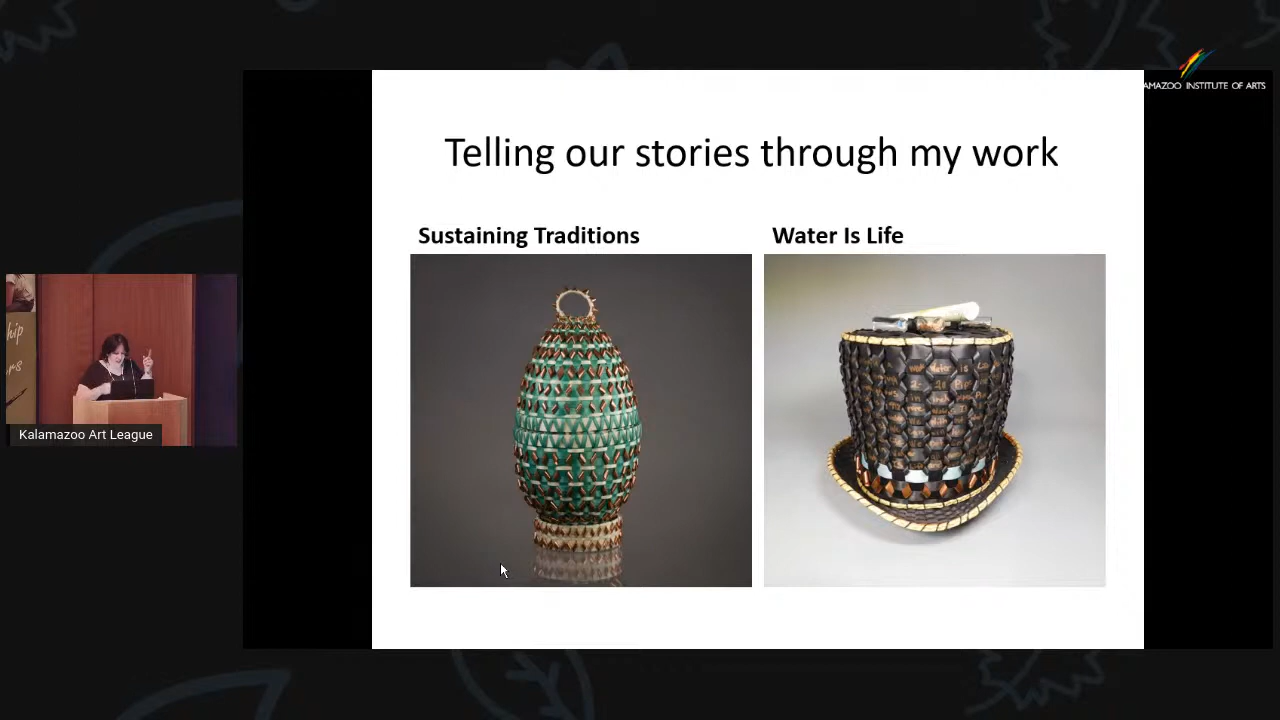 AMAZOO INSTITUTE OF ARTS
Telling our stories through my work
Sustaining Traditions
Water Is Life
Kalamazoo Art League